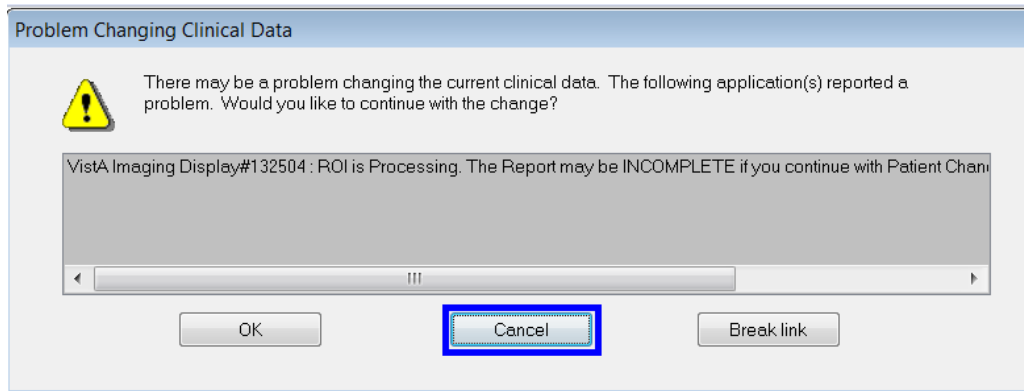 Problem Changing Clinical Data
There may be a problem changing the current clinical data. The following application(s) reported a
problem. Would you like to continue with the change?
VistA Imaging Display#132504 : ROI is Processing. The Report may be INCOMPLETE if you continue with Patient Chan
OK Cancel Break link